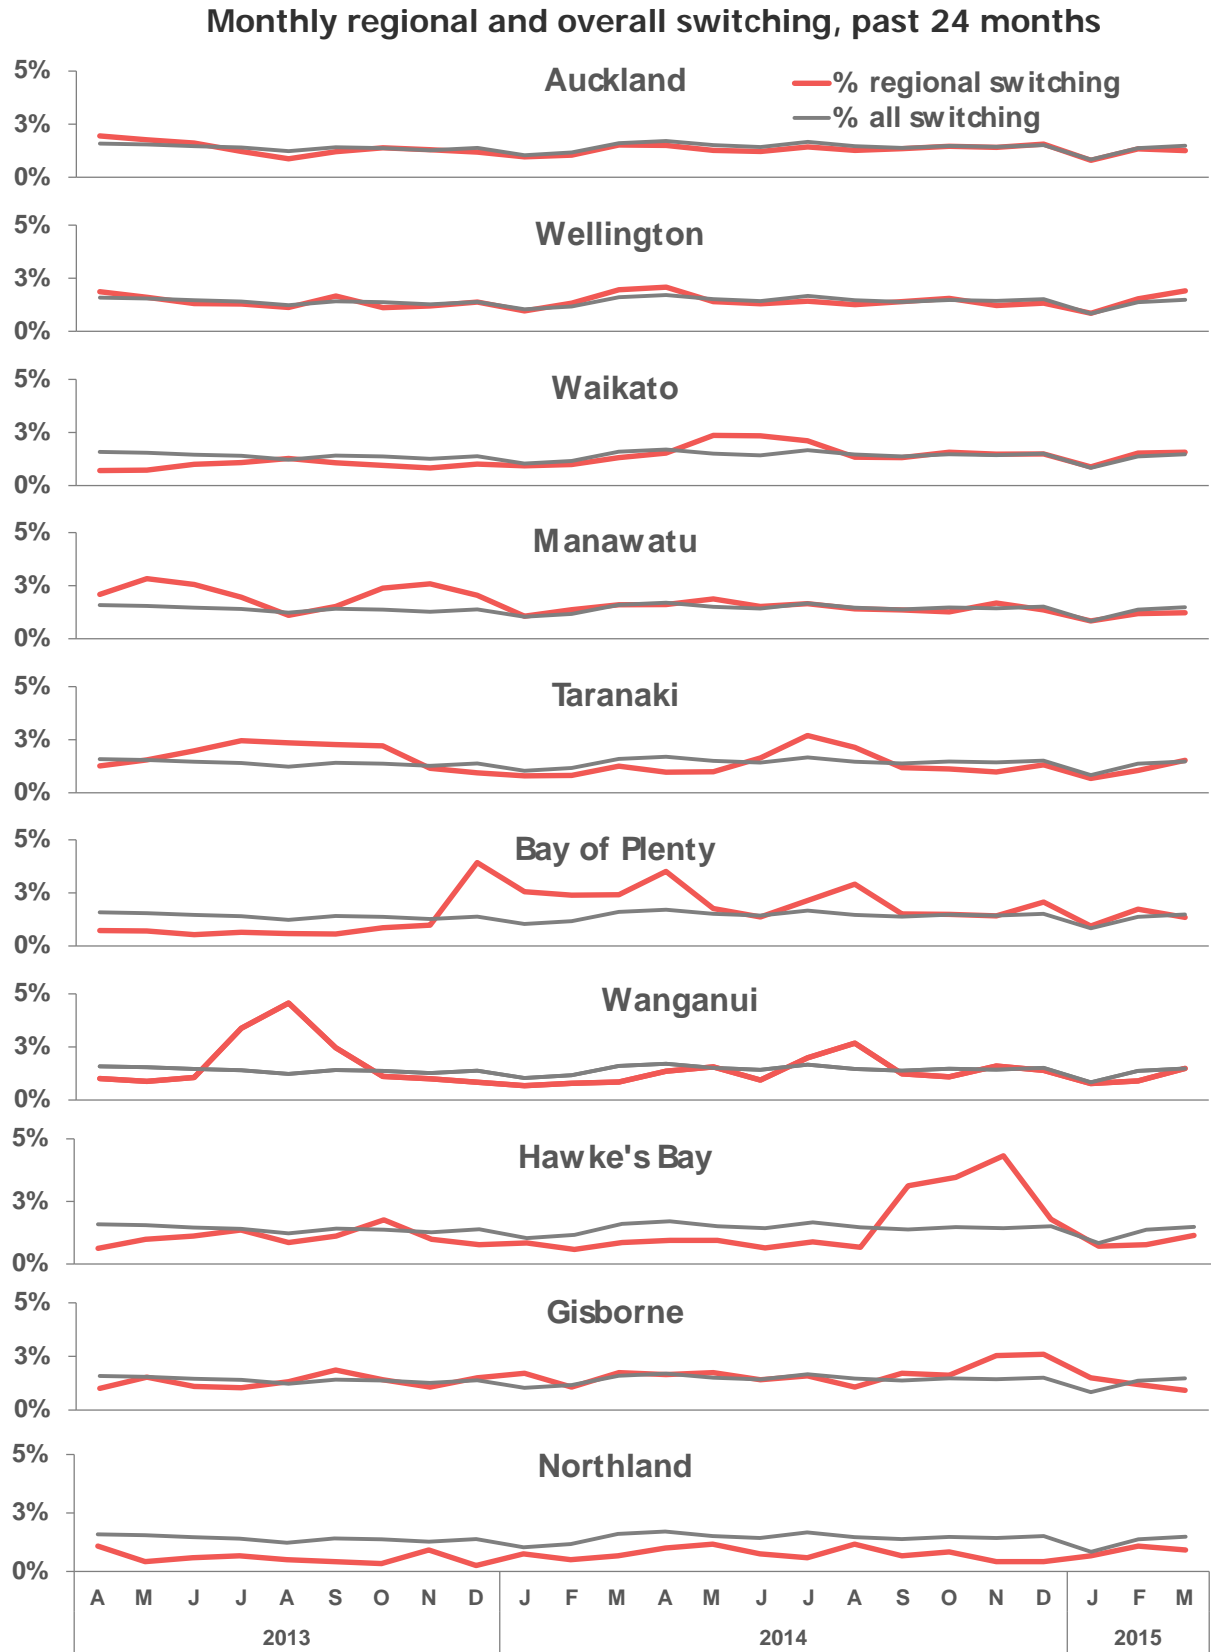 Monthly regional and overall switching, past 24 months
Auckland
% regional switching
% all switching
5%
3%
0%
Wellington
5%
3%
0%
Waikato
5%
3%
0%
Manawatu
5%
3%
0%
Taranaki
5%
3%
0%
Bay of Plenty
5%
3%
0%
Wanganui
5%
3%
0%
Hawke's Bay
5%
3%
0%
Gisborne
5%
3%
0%
Northland
5%
3%
0%
A M J J A S O N D J F M A M J J A S O N D J F M
2013 2014 2015